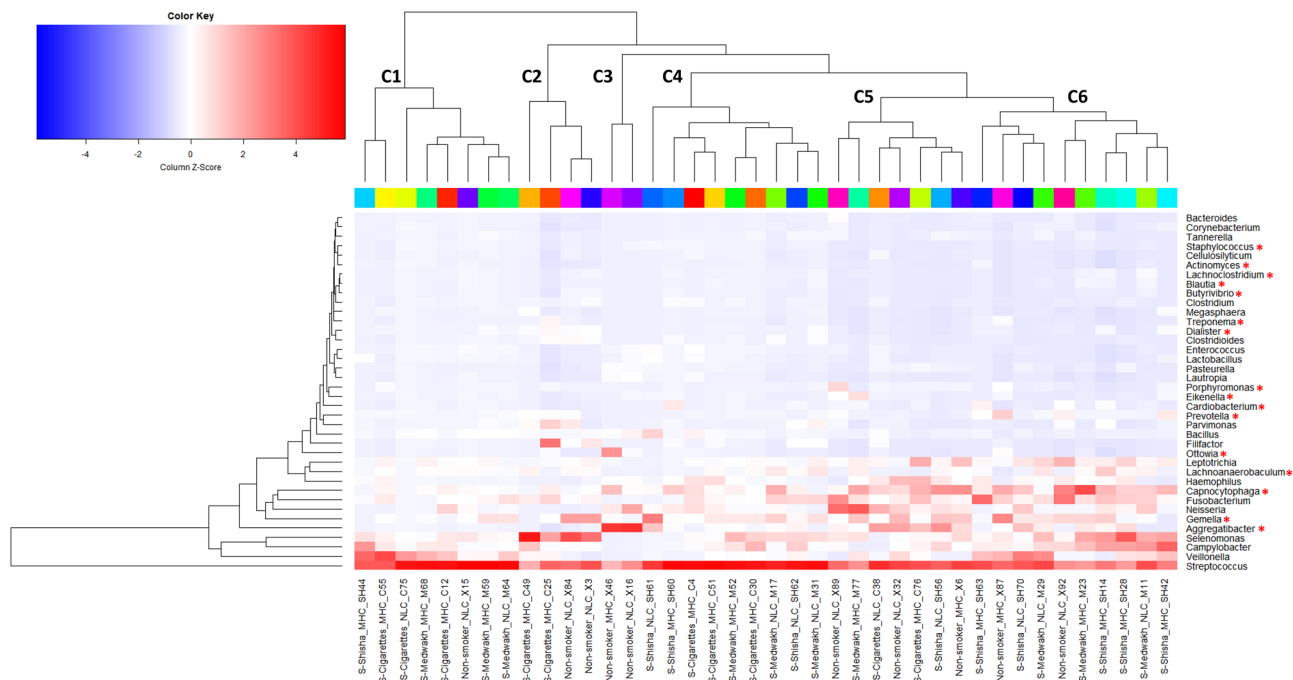 Color Key
-4 -2 0 2 4
Column Z-Score
C1 C2 C3 C4 C5 C6
Bacteroides
Corynebacterium
Tannerella
Staphylococcus *
Cellulosilyticum
Actinomyces *
Lachnoclostridium *
Blautia *
Butyrivibrio *
Clostridium
Megasphaera
Treponema *
Dialister *
Clostridioides
Enterococcus
Lactobacillus
Pasteurella
Lautropia
Porphyromonas *
Eikenella *
Cardiobacterium *
Prevotella *
Parvimonas
Bacillus
Filifactor
Ottowia *
Leptotrichia
Lachnoanaerobaculum *
Haemophilus
Capnocytophaga *
Fusobacterium
Neisseria
Gemella *
Aggregatibacter *
Selenomonas
Campylobacter
Veillonella
Streptococcus
S-Shisha_MHC_SH44
S-Cigarettes_MHC_C55
S-Cigarettes_NLC_C75
S-Medwakh_MHC_M68
S-Cigarettes_MHC_C12
Non-smoker_NLC_X15
S-Medwakh_MHC_M59
S-Medwakh_NLC_M64
S-Cigarettes_MHC_C49
S-Cigarettes_MHC_C25
Non-smoker_NLC_X84
Non-smoker_NLC_X3
Non-smoker_MHC_X46
Non-smoker_NLC_X16
S-Shisha_NLC_SH61
S-Shisha_MHC_SH60
S-Cigarettes_MHC_C4
S-Cigarettes_MHC_C51
S-Medwakh_MHC_M52
S-Cigarettes_MHC_C30
S-Medwakh_NLC_M17
S-Shisha_NLC_SH62
S-Medwakh_MHC_M31
Non-smoker_NLC_X89
S-Medwakh_MHC_M77
S-Cigarettes_NLC_C38
Non-smoker_NLC_X32
S-Cigarettes_MHC_C76
S-Shisha_NLC_SH56
Non-smoker_MHC_X6
S-Shisha_MHC_SH63
Non-smoker_MHC_X87
S-Shisha_NLC_SH70
S-Medwakh_NLC_M29
Non-smoker_NLC_X92
S-Medwakh_MHC_M23
S-Shisha_MHC_SH14
S-Shisha_MHC_SH28
S-Medwakh_NLC_M11
S-Shisha_MHC_SH42